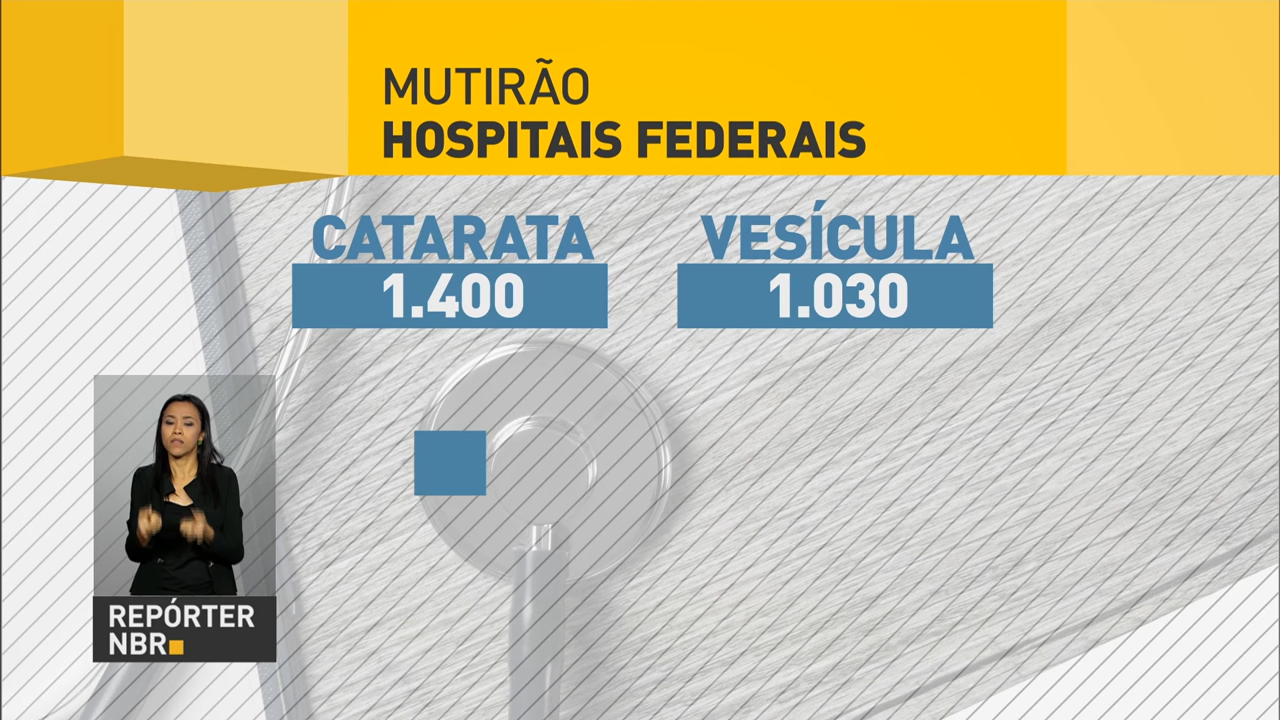 MUTIRÃO
HOSPITAIS FEDERAIS
CATARATA
VESÍCULA
1.400
1.030
REPÓRTER
NBR